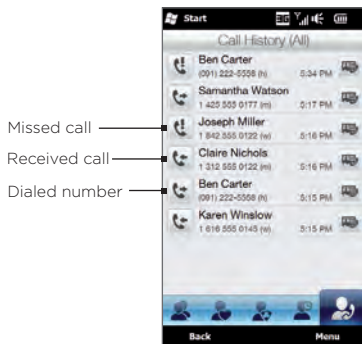 Start
Call History (All)
Ben Carter
(091) 222-5558 (h) 5:34 PM
Samantha Watson
1 425 555 0177 (m) 5:17 PM
Missed call
Joseph Miller
1 842 555 0122 (w) 5:16 PM
Received call
Claire Nichols
1 312 555 0122 (m) 5:16 PM
Dialed number
Ben Carter
(091) 222-5558 (h) 5:15 PM
Karen Winslow
1 616 555 0145 (w) 5:15 PM
Back Menu